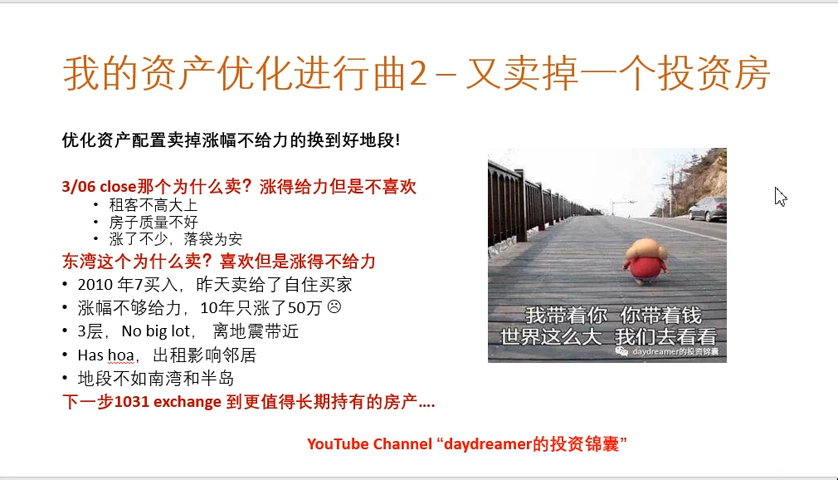 我的资产优化进行曲2 – 又卖掉一个投资房
优化资产配置卖掉涨幅不给力的换到好地段!
3/06 close那个为什么卖？涨得给力但是不喜欢
• 租客不高大上
• 房子质量不好
• 涨了不少，落袋为安
东湾这个为什么卖？喜欢但是涨得不给力
• 2010 年7买入，昨天卖给了自住买家
• 涨幅不够给力，10年只涨了50万 ☹
• 3层，No big lot， 离地震带近
• Has hoa，出租影响邻居
• 地段不如南湾和半岛
下一步1031 exchange 到更值得长期持有的房产....
我带着你 你带着钱
世界这么大 我们去看看
daydreamer的投资锦囊
YouTube Channel “daydreamer的投资锦囊”